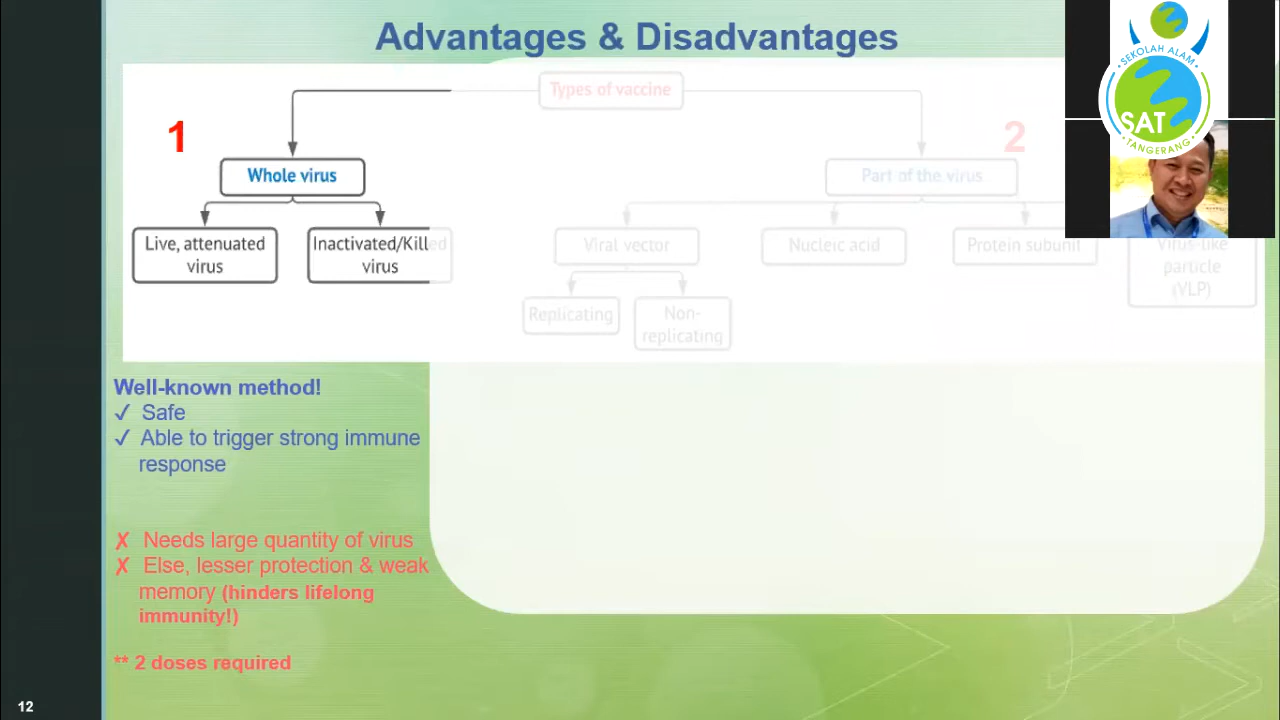 Advantages & Disadvantages
Types of vaccine
1
2
Whole virus
Part of the virus
Live, attenuated
virus
Inactivated/Killed
virus
Viral vector
Nucleic acid
Protein subunit
Virus-like
particle
(VLP)
Replicating
Non-
replicating
Well-known method!
✓ Safe
✓ Able to trigger strong immune
response
✗ Needs large quantity of virus
✗ Else, lesser protection & weak
memory (hinders lifelong
immunity!)
** 2 doses required
12
SEKOLAH ALAM
SAT
TANGERANG